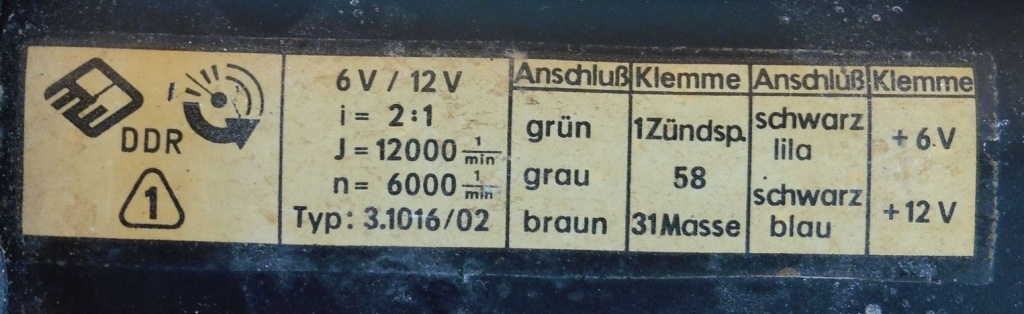 DDR
1
6 V / 12 V
i = 2:1
J = 12000 1/min
n = 6000 1/min
Typ: 3.1016/02
Anschluß Klemme Anschlüß Klemme
grün 1 Zündsp. schwarz lila + 6 V
grau 58 schwarz blau + 12 V
braun 31 Masse